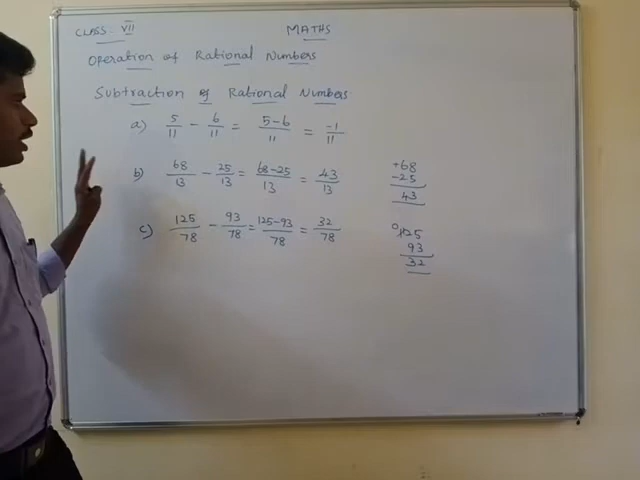 CLASS : VII
MATHS
Operation of Rational Numbers
Subtraction of Rational Numbers
a) 5/11 - 6/11 = 5-6/11 = -1/11
b) 68/13 - 25/13 = 68-25/13 = 43/13
+68
-25
43
c) 125/78 - 93/78 = 125-93/78 = 32/78
125
93
32